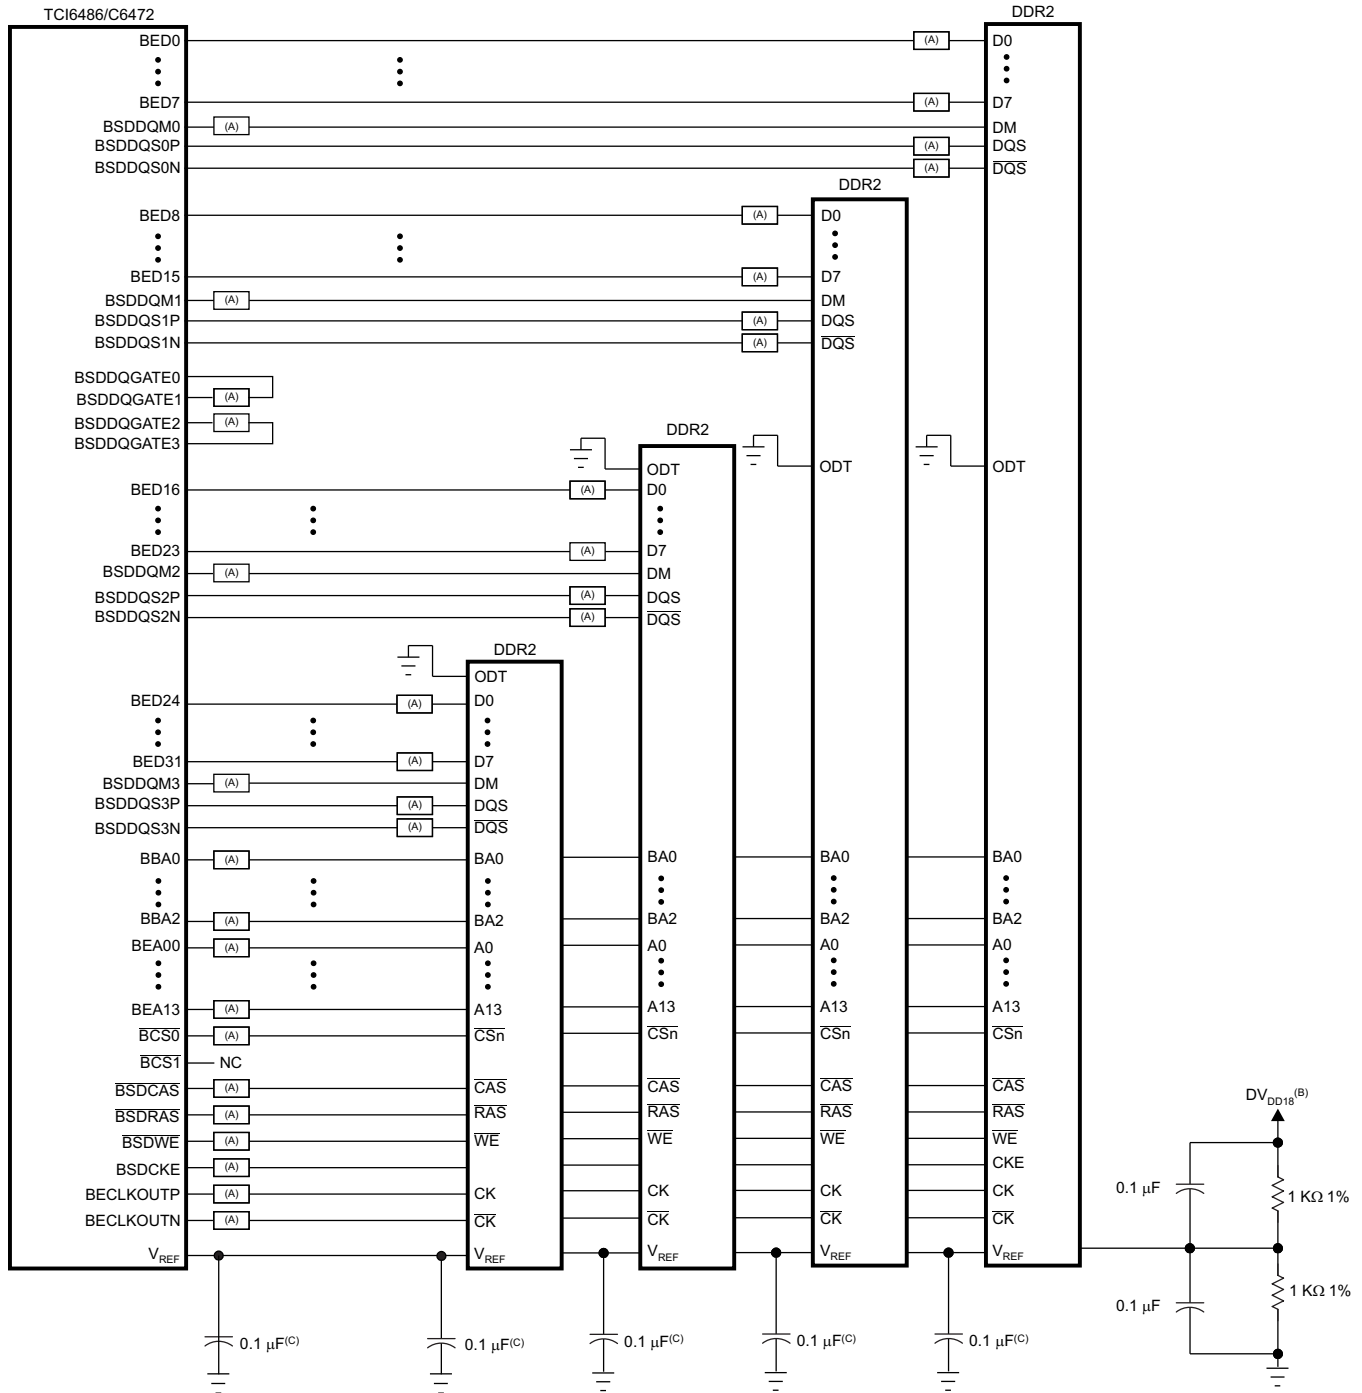 TCI6486/C6472 DDR2
BED0 (A) D0
BED7 (A) D7
BSDDQM0 (A) DM
BSDDQS0P (A) DQS
BSDDQS0N (A) DQS
DDR2
BED8 (A) D0
BED15 (A) D7
BSDDQM1 (A) DM
BSDDQS1P (A) DQS
BSDDQS1N (A) DQS
BSDDQGATE0
BSDDQGATE1 (A)
BSDDQGATE2 (A)
BSDDQGATE3
DDR2
ODT ODT ODT
BED16 (A) D0
BED23 (A) D7
BSDDQM2 (A) DM
BSDDQS2P (A) DQS
BSDDQS2N (A) DQS
DDR2
ODT
BED24 (A) D0
BED31 (A) D7
BSDDQM3 (A) DM
BSDDQS3P (A) DQS
BSDDQS3N (A) DQS
BBA0 (A) BA0 BA0 BA0 BA0
BBA2 (A) BA2 BA2 BA2 BA2
BEA00 (A) A0 A0 A0 A0
BEA13 (A) A13 A13 A13 A13
BCS0 (A) CSn CSn CSn CSn
BCS1 NC
BSDCAS (A) CAS CAS CAS CAS
BSDRAS (A) RAS RAS RAS RAS
BSDWE (A) WE WE WE WE
BSDCKE (A) CKE
BECLKOUTP (A) CK CK CK CK
BECLKOUTN (A) CK CK CK CK
VREF VREF VREF VREF VREF
DVDD18(B)
0.1 μF 1 KΩ 1%
0.1 μF 1 KΩ 1%
0.1 μF(C) 0.1 μF(C) 0.1 μF(C) 0.1 μF(C) 0.1 μF(C)